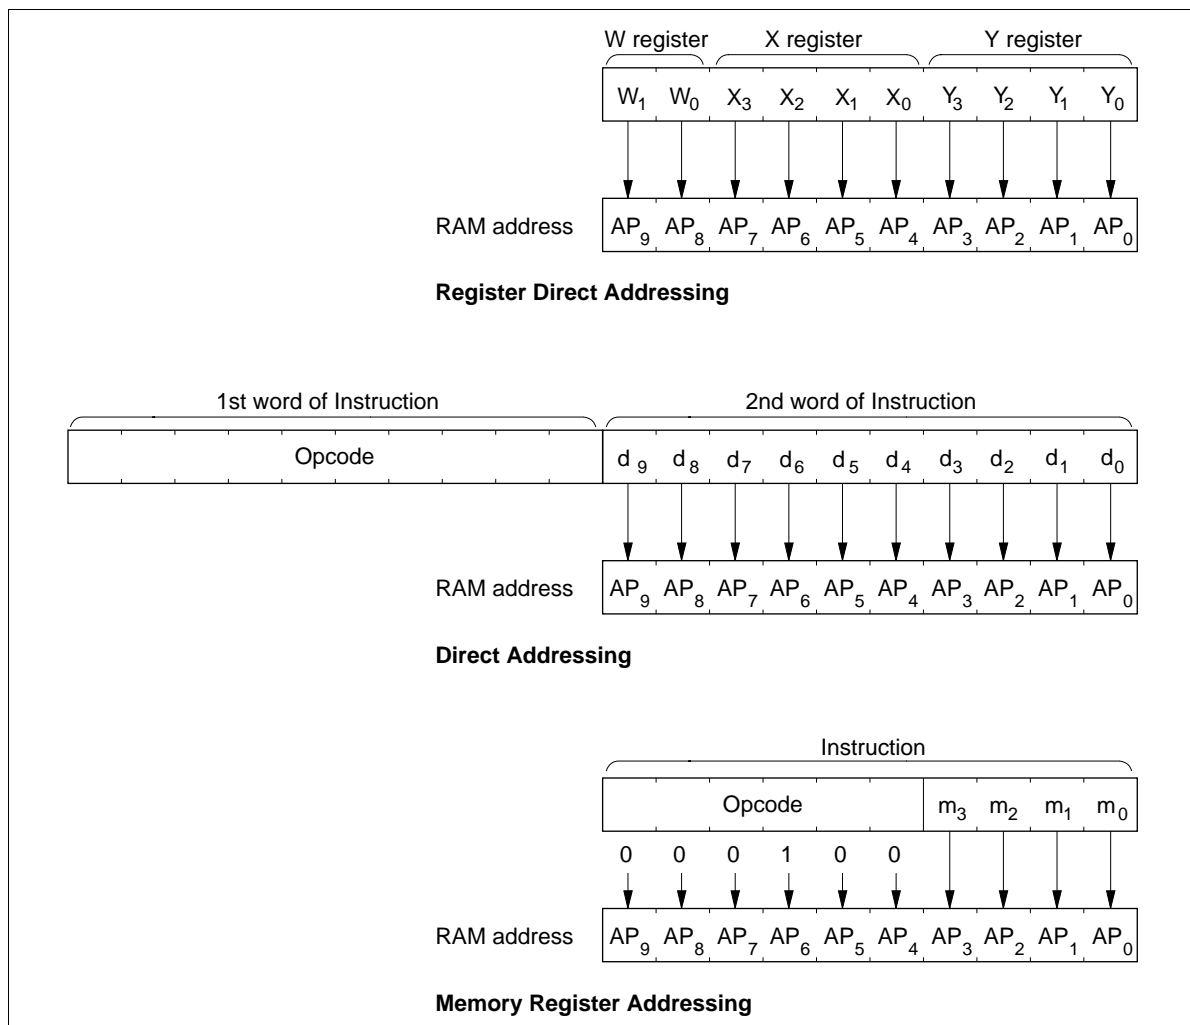 W register X register Y register
W1 W0 X3 X2 X1 X0 Y3 Y2 Y1 Y0
RAM address AP9 AP8 AP7 AP6 AP5 AP4 AP3 AP2 AP1 AP0
Register Direct Addressing
1st word of Instruction 2nd word of Instruction
Opcode d9 d8 d7 d6 d5 d4 d3 d2 d1 d0
RAM address AP9 AP8 AP7 AP6 AP5 AP4 AP3 AP2 AP1 AP0
Direct Addressing
Instruction
Opcode m3 m2 m1 m0
0 0 0 1 0 0
RAM address AP9 AP8 AP7 AP6 AP5 AP4 AP3 AP2 AP1 AP0
Memory Register Addressing